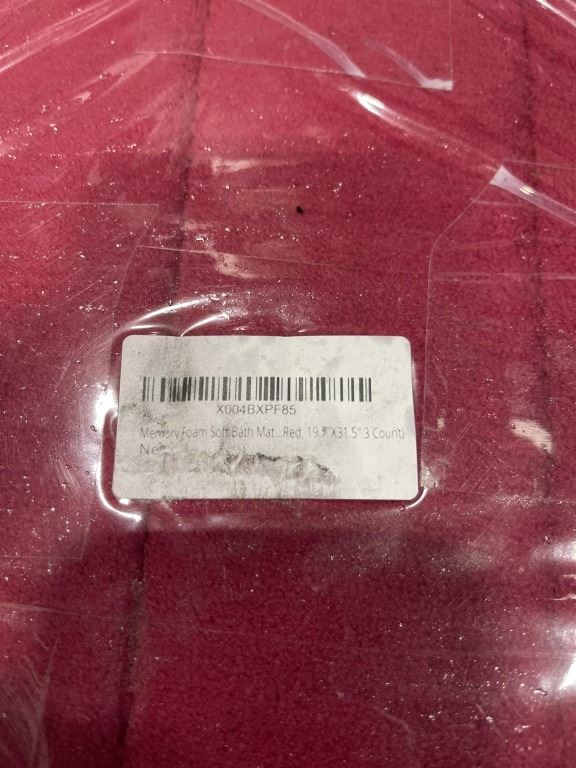 X004BXPF85
Memory Foam Soft Bath Mat...Red, 19.7"X31.5" 3 Count)